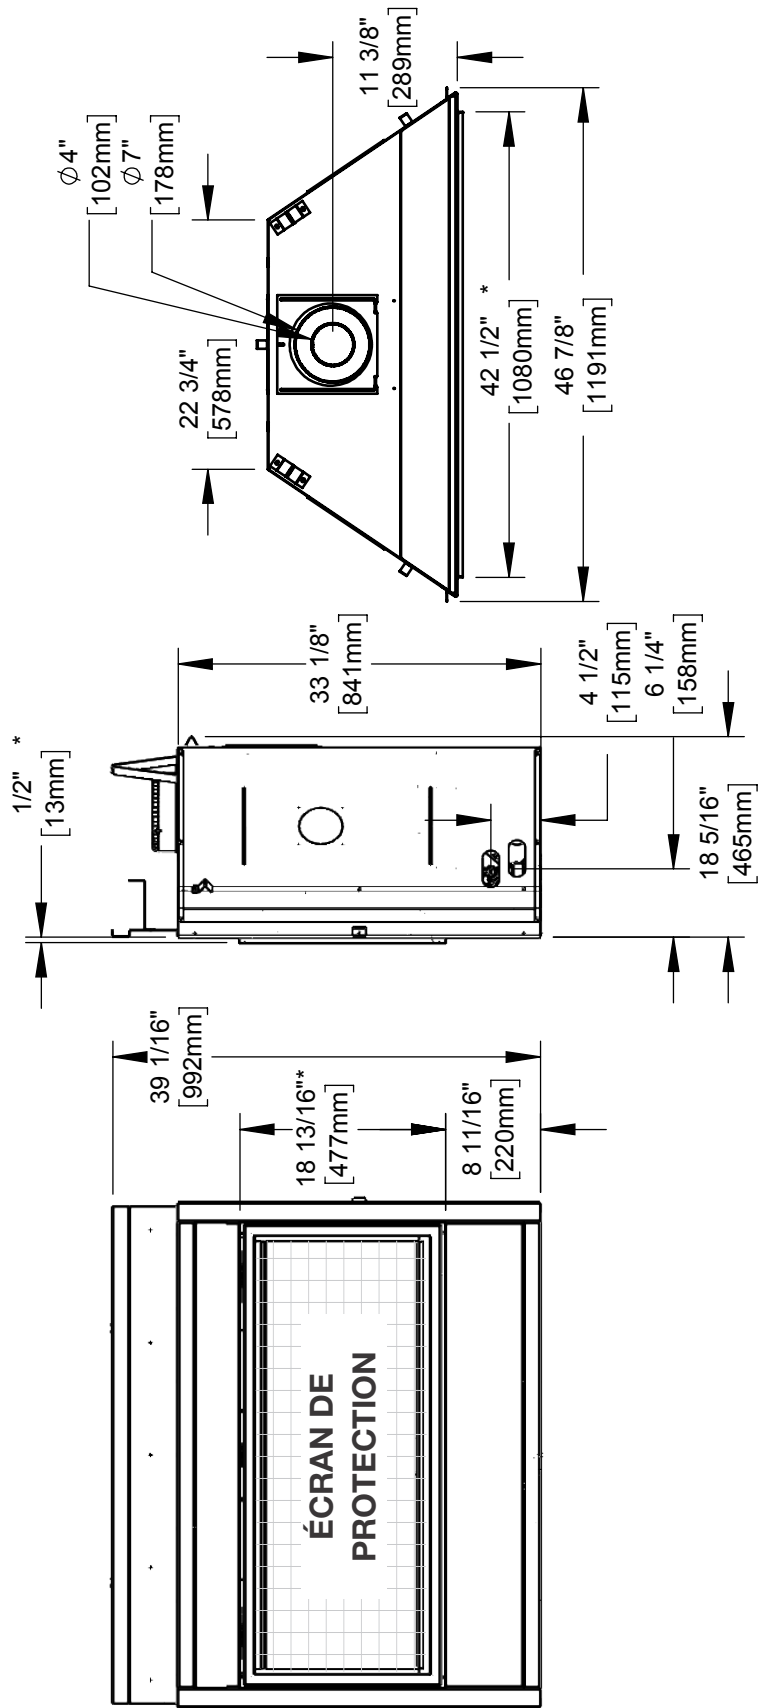 Ø4"
[102mm]
Ø7"
[178mm]
22 3/4"
[578mm]
11 3/8"
[289mm]
42 1/2" *
[1080mm]
46 7/8"
[1191mm]
1/2" *
[13mm]
33 1/8"
[841mm]
4 1/2"
[115mm]
6 1/4"
[158mm]
18 5/16"
[465mm]
39 1/16"
[992mm]
18 13/16"*
[477mm]
8 11/16"
[220mm]
ÉCRAN DE
PROTECTION